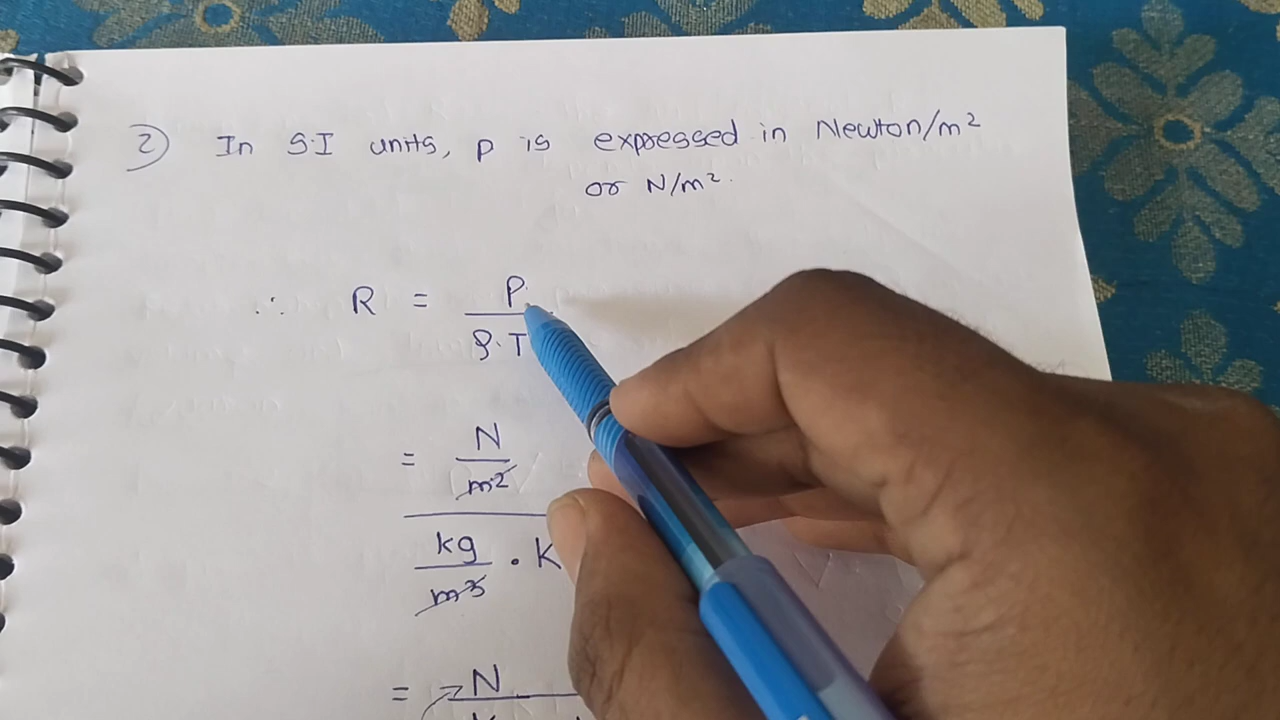 2) In S.I units, p is expressed in Newton/m²
or N/m².
∴ R = P
ρ.T
= N
m²
kg . K
m³
= N